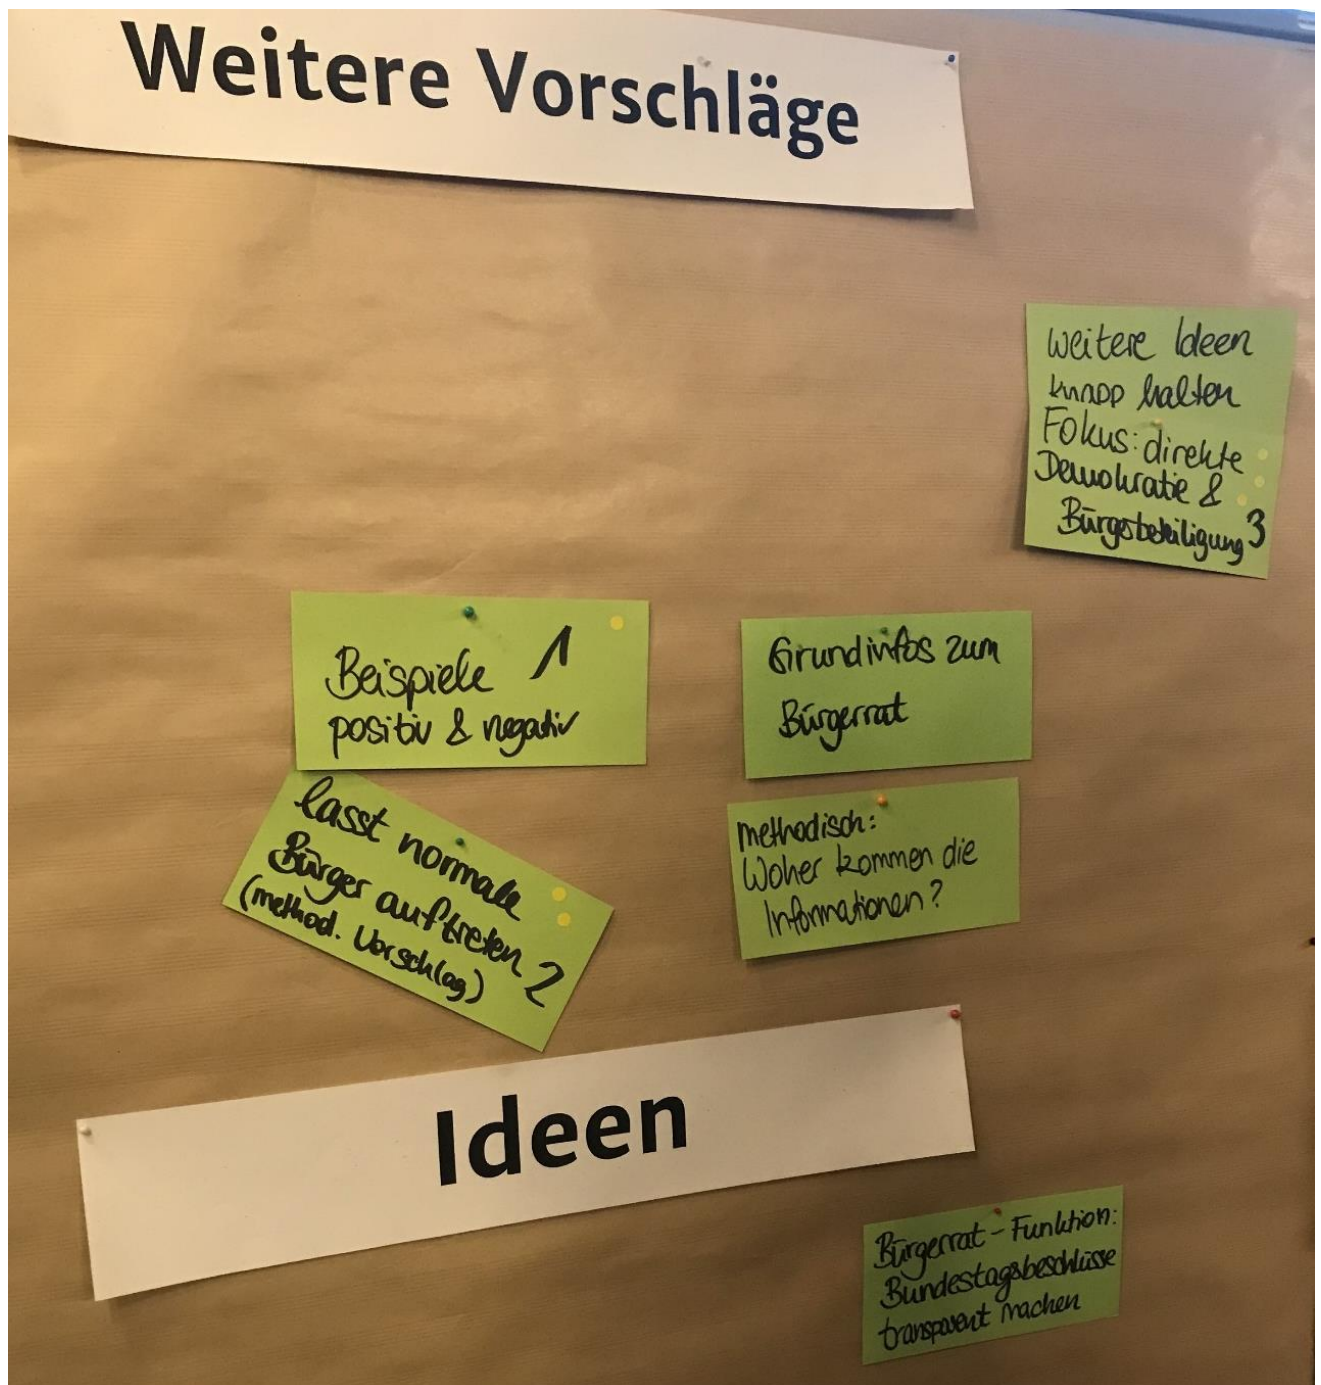 Weitere Vorschläge
weitere Ideen
knapp halten
Fokus: direkte
Demokratie &
Bürgerbeteiligung 3
Beispiele 1
positiv & negativ
Grundinfos zum
Bürgerrat
lasst normale
Bürger auftreten
(method. Vorschlag) 2
methodisch:
Woher kommen die
Informationen?
Ideen
Bürgerrat - Funktion:
Bundestagsbeschlüsse
transparent machen